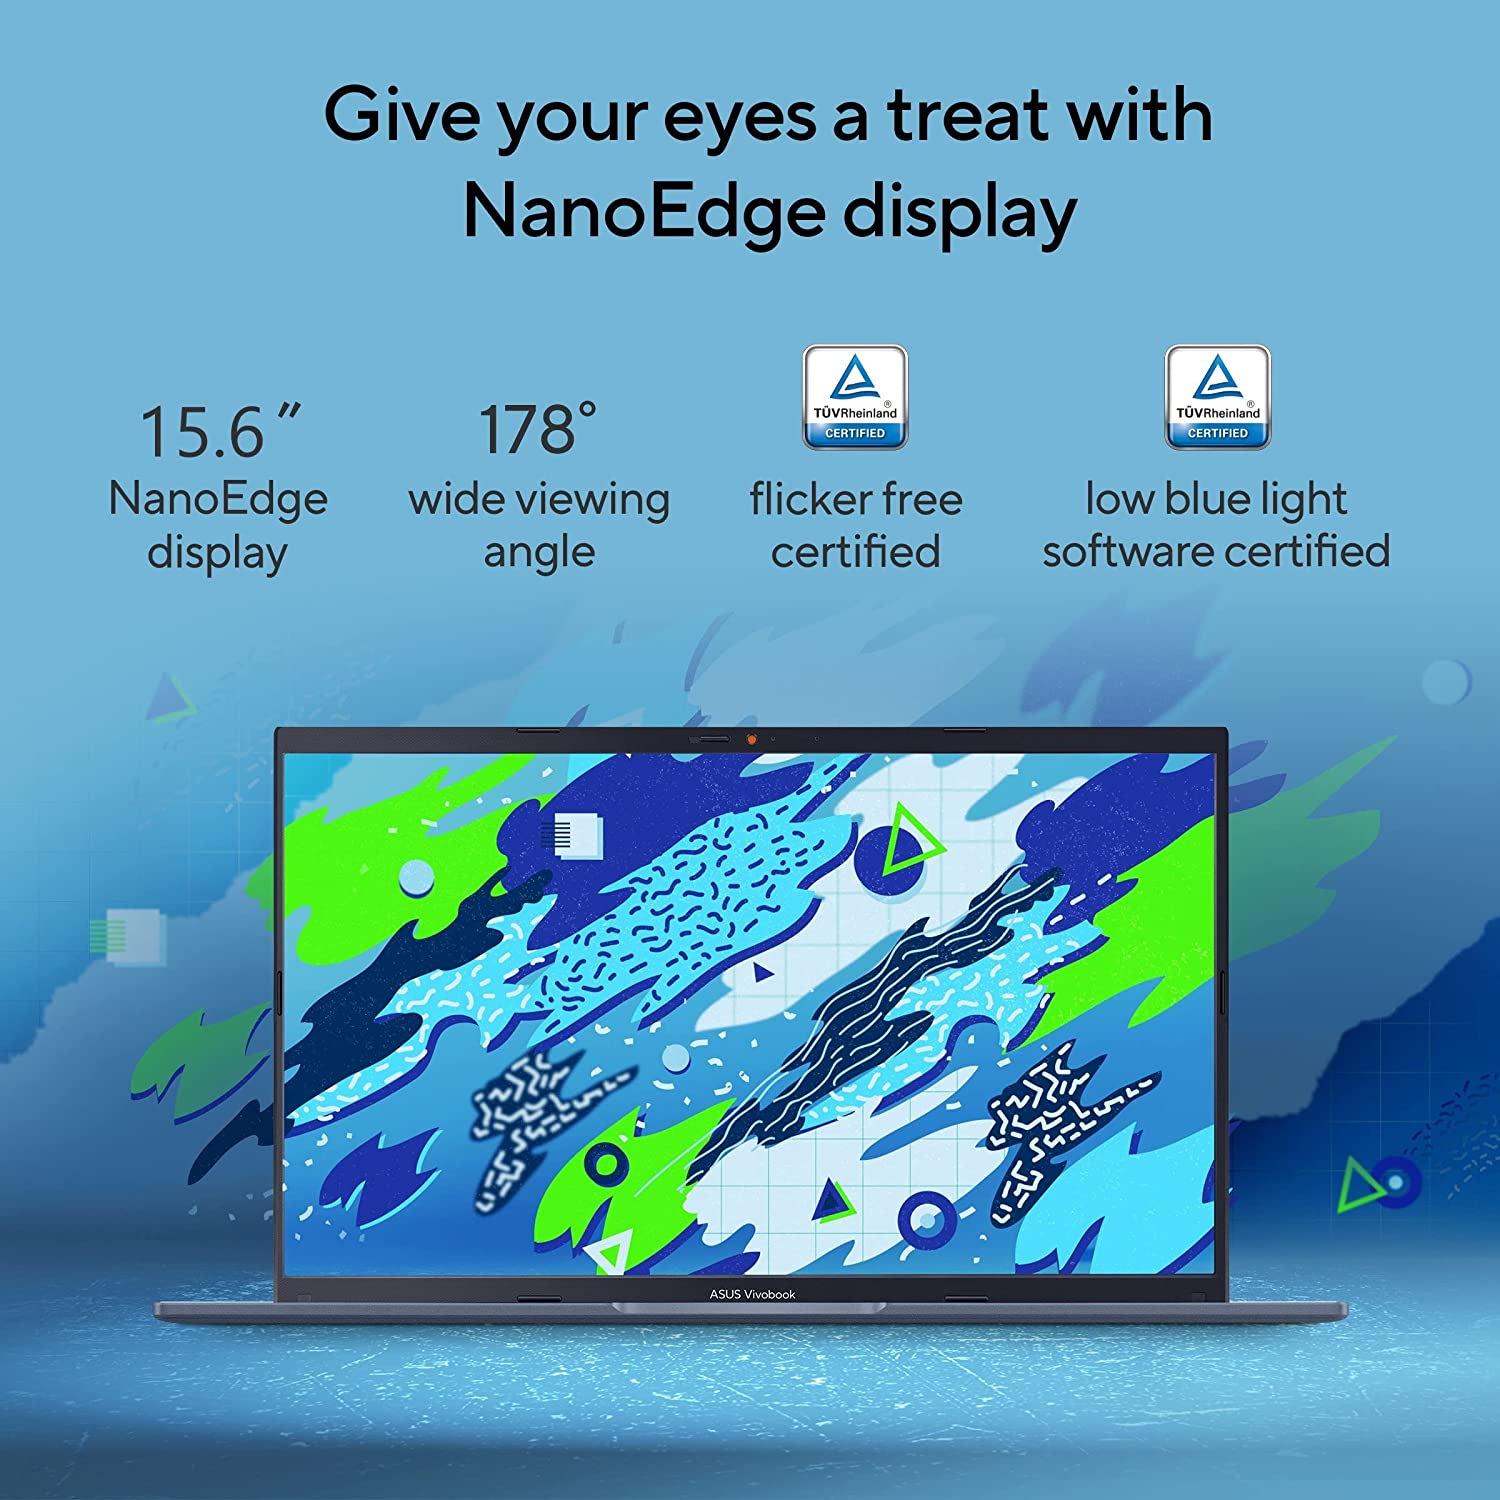 Give your eyes a treat with
NanoEdge display
15.6″
NanoEdge
display
178°
wide viewing
angle
TÜVRheinland®
CERTIFIED
flicker free
certified
TÜVRheinland®
CERTIFIED
low blue light
software certified
ASUS Vivobook